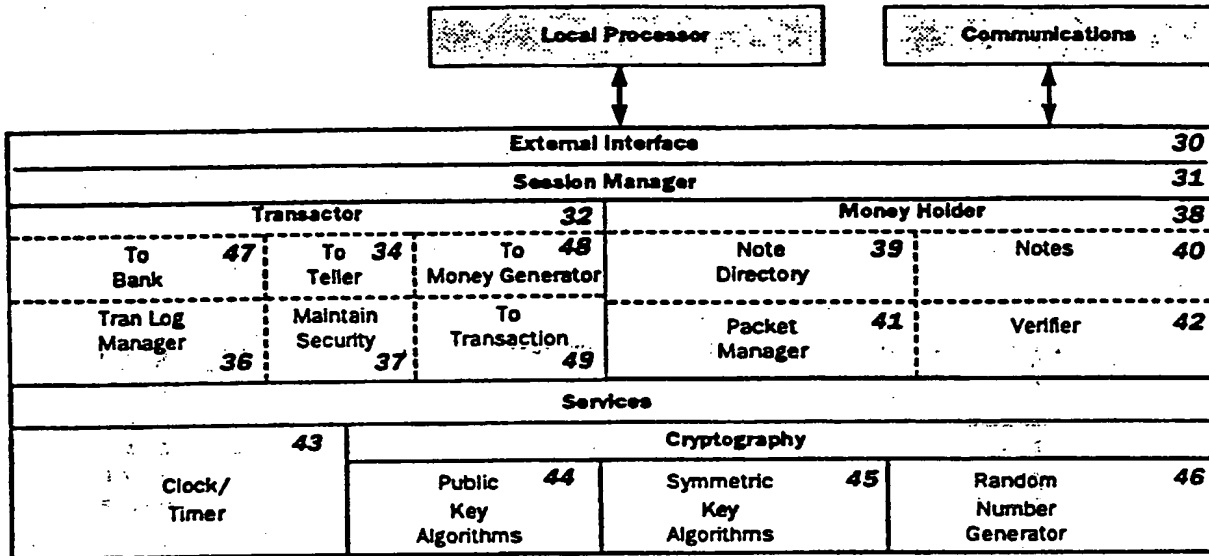 Local Processor
Communications
External Interface 30
Session Manager 31
Transactor 32
Money Holder 38
To 47
Bank
To 34
Teller
To 48
Money Generator
Note 39
Directory
Notes 40
Tran Log
Manager
36
Maintain
Security
37
To
Transaction
49
Packet 41
Manager
Verifier 42
Services
43
Clock/
Timer
Cryptography
Public 44
Key
Algorithms
Symmetric 45
Key
Algorithms
Random 46
Number
Generator